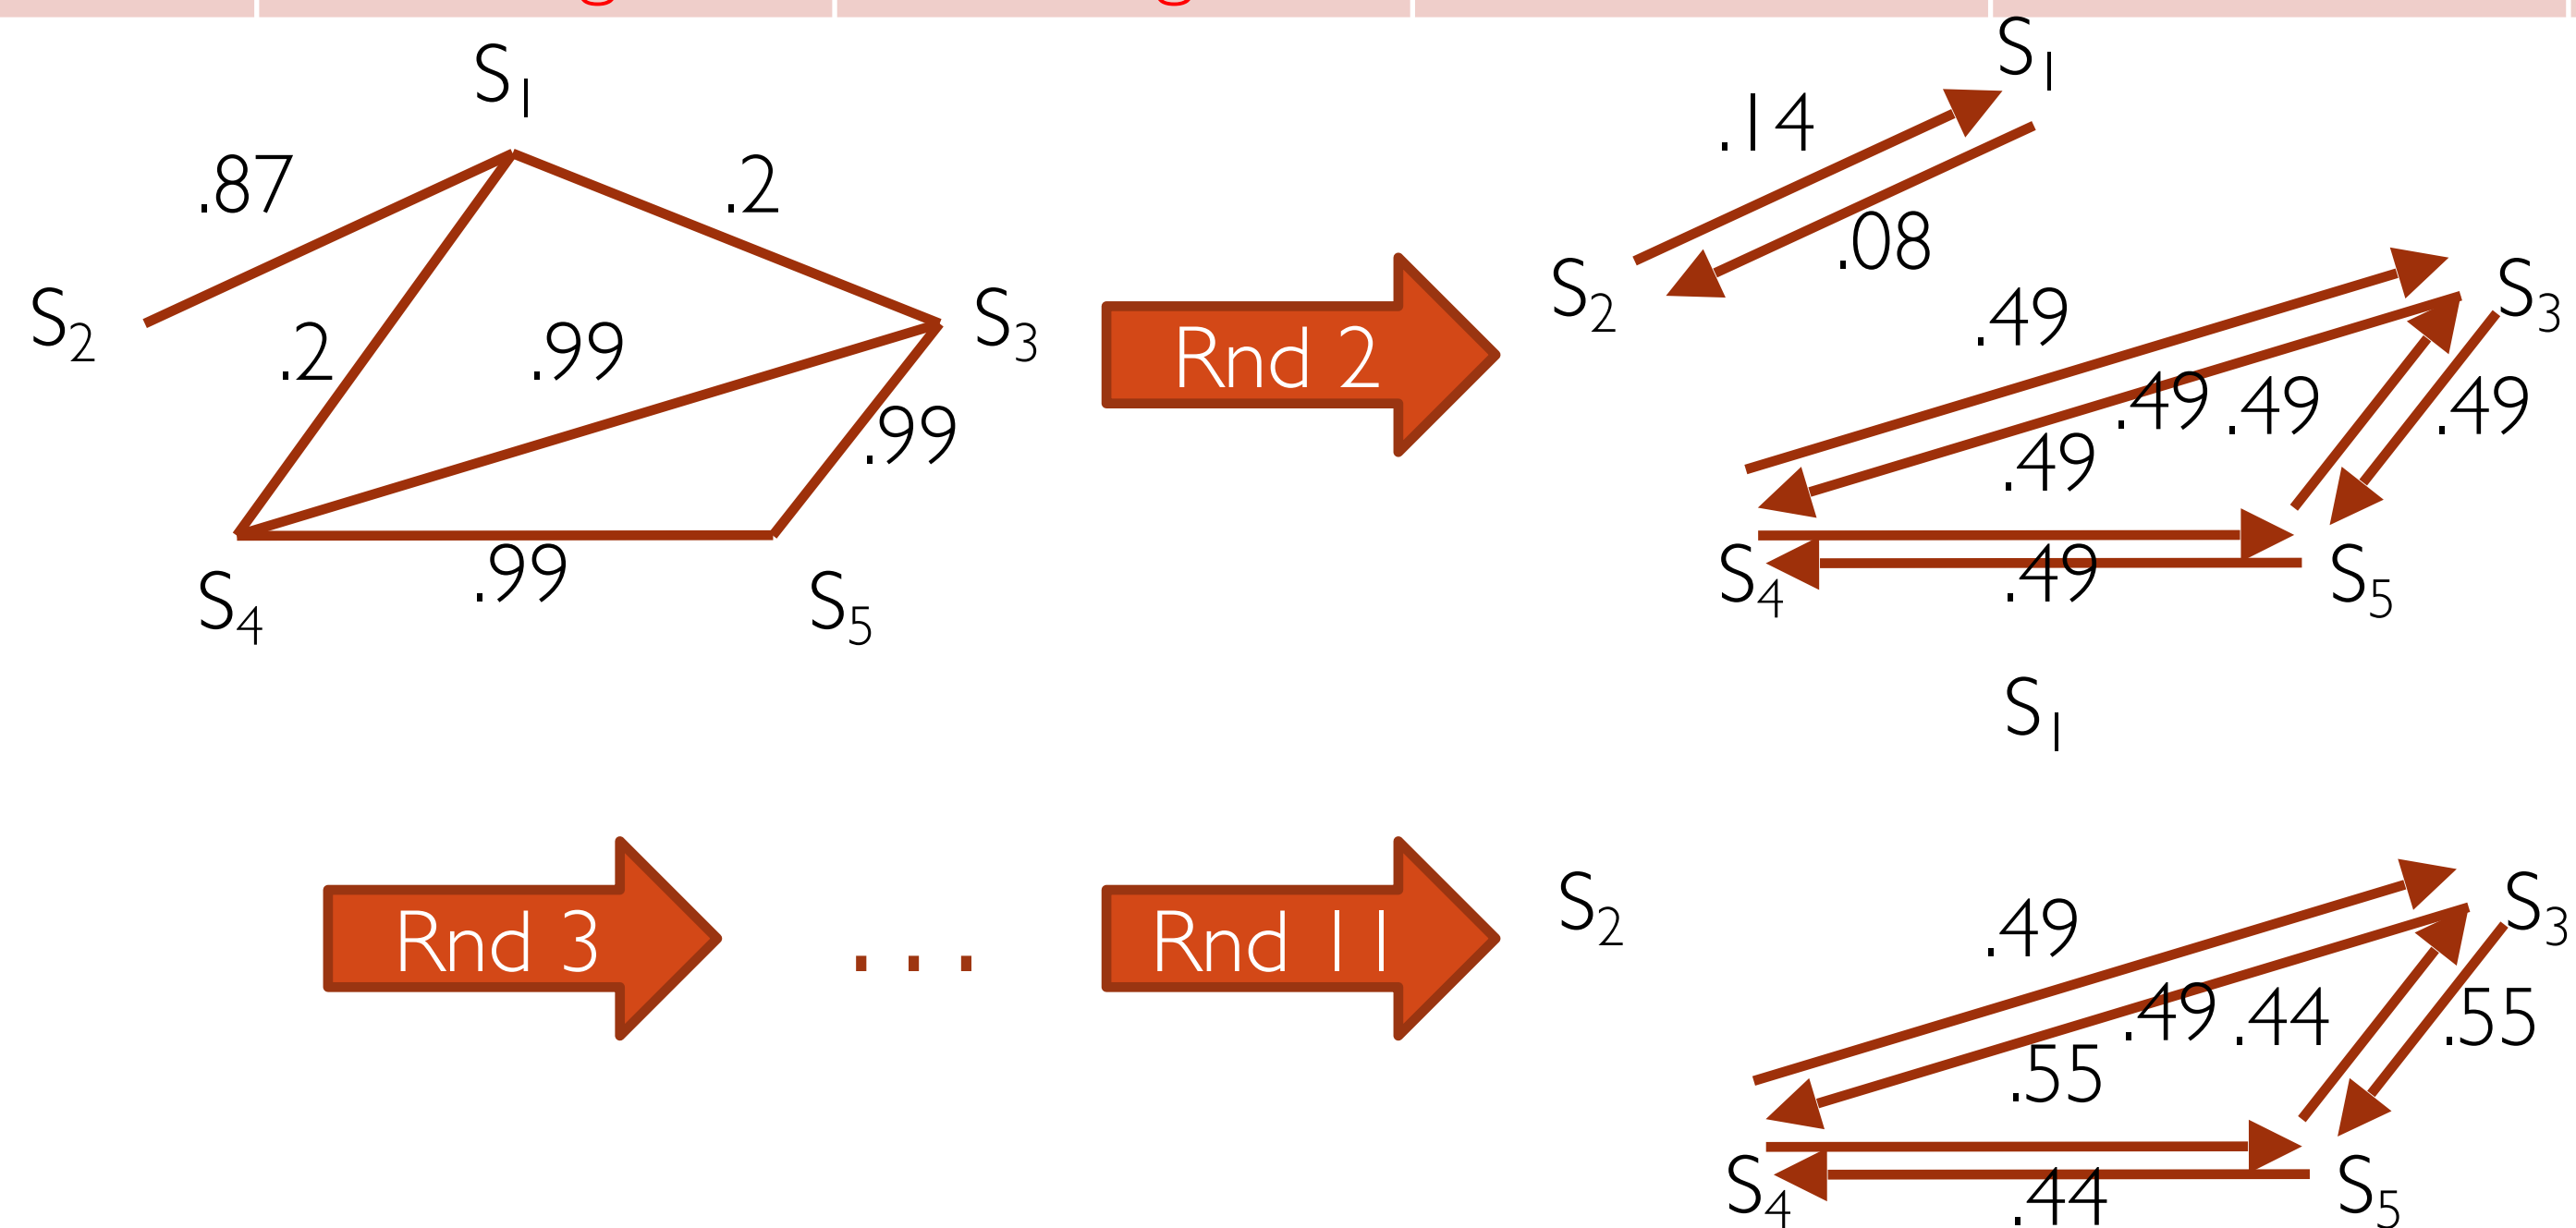 S1
.87
.2
S2
.2
.99
S3
.99
.99
S4
S5
Rnd 2
S1
.14
.08
S2
.49
S3
.49
.49
.49
.49
.49
S4
S5
Rnd 3
. . .
Rnd 11
S1
S2
.49
S3
.49
.44
.55
.55
.44
S4
S5